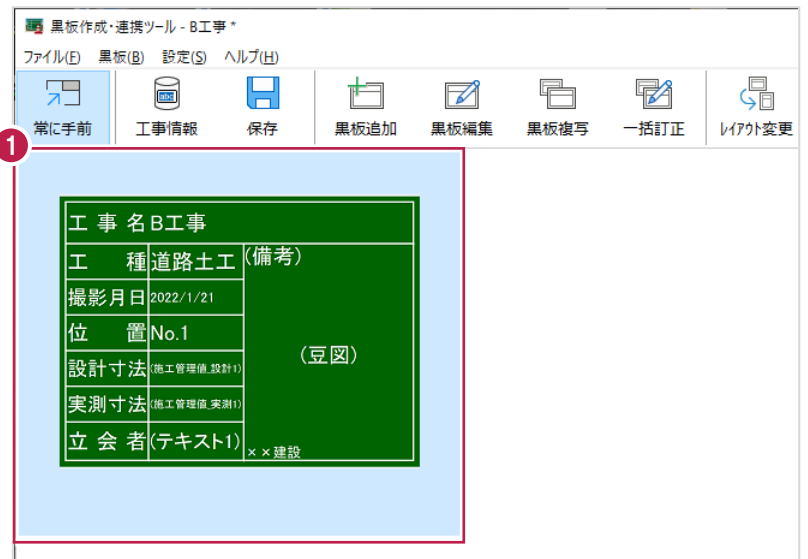 黒板作成・連携ツール - B工事 *
ファイル(F) 黒板(B) 設定(S) ヘルプ(H)
常に手前 工事情報 保存 黒板追加 黒板編集 黒板複写 一括訂正 レイアウト変更
1
工事名 B工事
工種 道路土工 (備考)
撮影月日 2022/1/21
位置 No.1
(豆図)
設計寸法 (施工管理値_設計1)
実測寸法 (施工管理値_実測1)
立会者 (テキスト1)
××建設